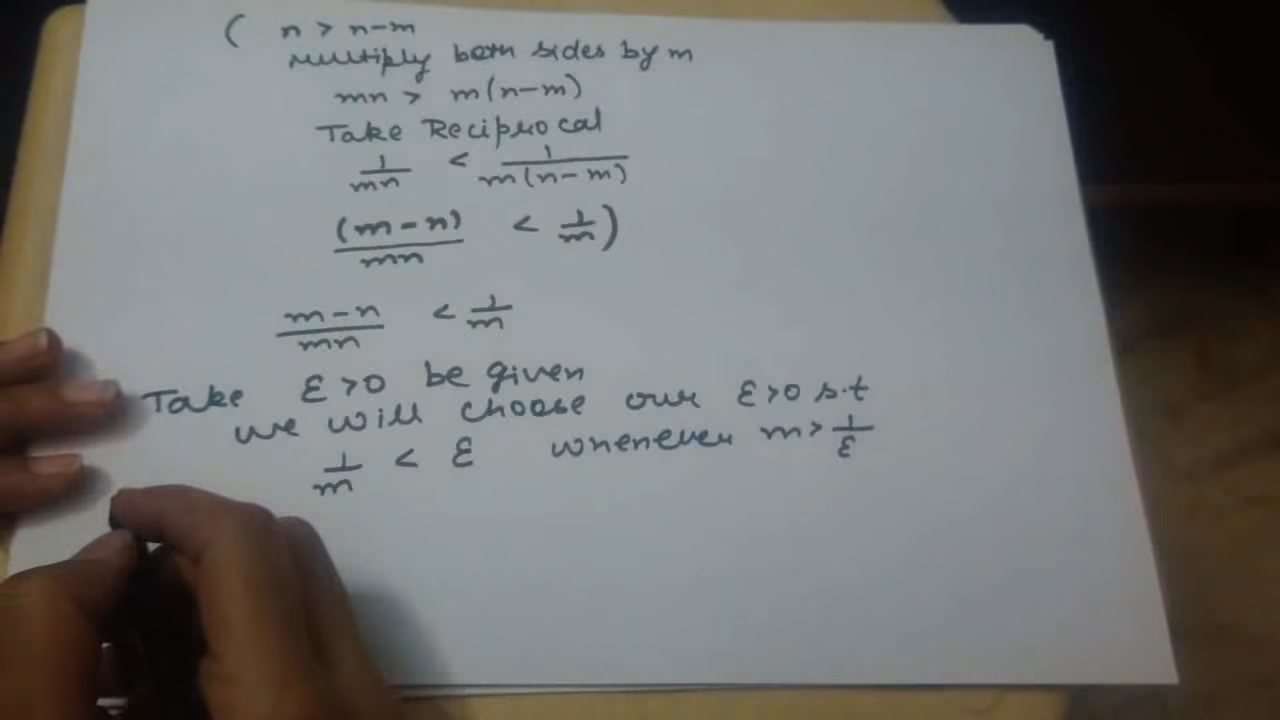 ( n > n-m
Multiply both sides by m
mn > m(n-m)
Take Reciprocal
1/mn < 1/m(n-m)
(m-n)/mn < 1/m)
m-n/mn < 1/m
Take ε>0 be given
we will choose our ε>0 s.t
1/m < ε whenever m > 1/ε